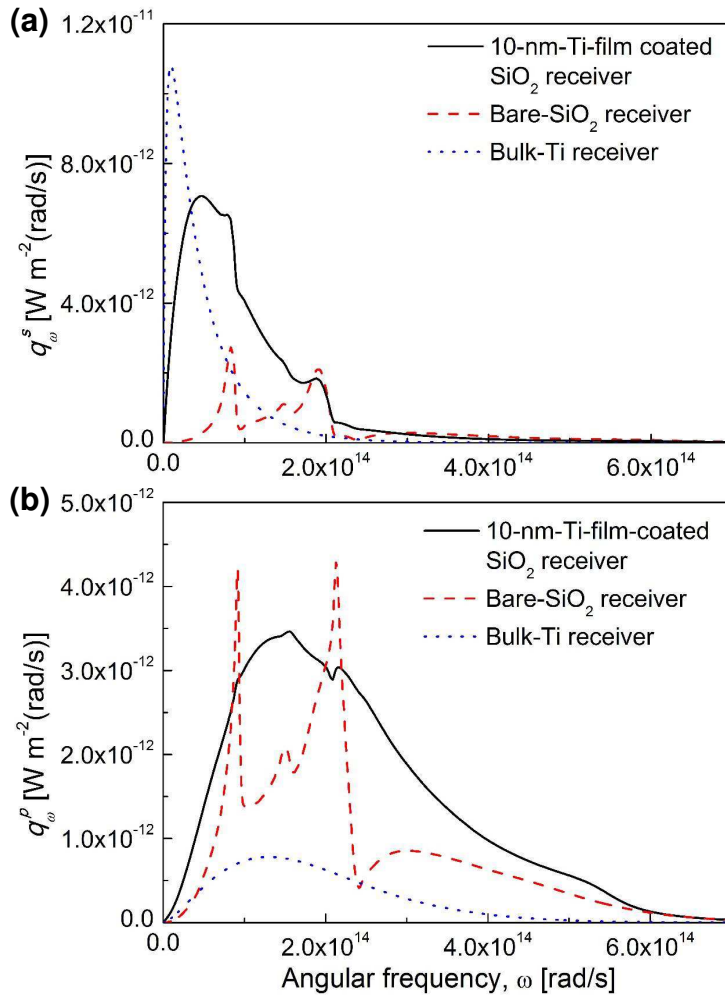 (a)
1.2x10⁻¹¹
9.0x10⁻¹²
8.0x10⁻¹²
4.0x10⁻¹²
0.0
qωˢ [W m⁻²(rad/s)]
10-nm-Ti-film coated
SiO₂ receiver
Bare-SiO₂ receiver
Bulk-Ti receiver
0.0
2.0x10¹⁴
4.0x10¹⁴
6.0x10¹⁴
(b)
5.0x10⁻¹²
4.0x10⁻¹²
3.0x10⁻¹²
2.0x10⁻¹²
1.0x10⁻¹²
0.0
qωᵖ [W m⁻²(rad/s)]
10-nm-Ti-film-coated
SiO₂ receiver
Bare-SiO₂ receiver
Bulk-Ti receiver
0.0
2.0x10¹⁴
4.0x10¹⁴
6.0x10¹⁴
Angular frequency, ω [rad/s]